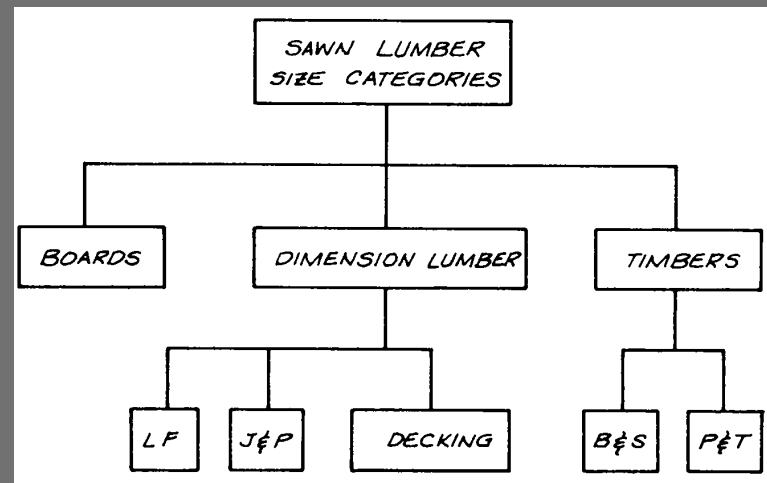 SAWN LUMBER
SIZE CATEGORIES
BOARDS
DIMENSION LUMBER
TIMBERS
LF
J&P
DECKING
B&S
P&T